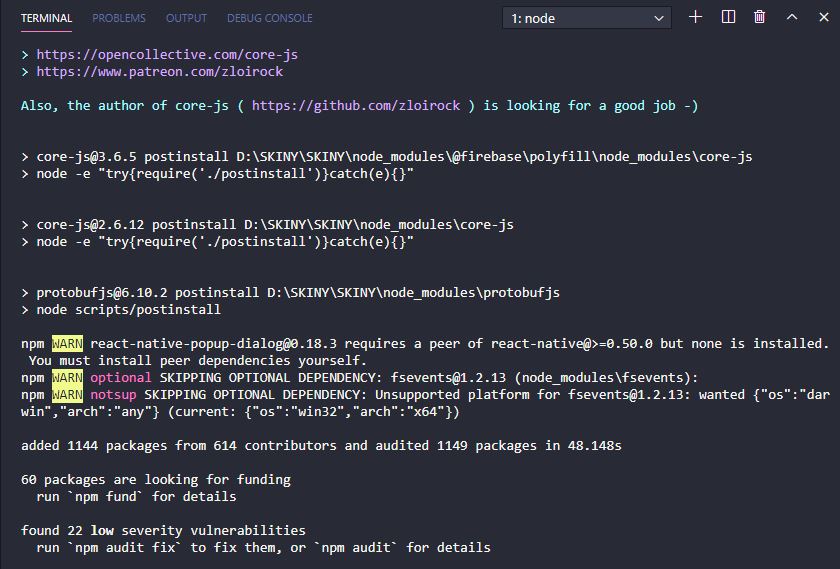 TERMINAL PROBLEMS OUTPUT DEBUG CONSOLE 1: node
> https://opencollective.com/core-js
> https://www.patreon.com/zloirock
Also, the author of core-js ( https://github.com/zloirock ) is looking for a good job -)
> core-js@3.6.5 postinstall D:\SKINY\SKINY\node_modules\@firebase\polyfill\node_modules\core-js
> node -e "try{require('./postinstall')}catch(e){}"
> core-js@2.6.12 postinstall D:\SKINY\SKINY\node_modules\core-js
> node -e "try{require('./postinstall')}catch(e){}"
> protobufjs@6.10.2 postinstall D:\SKINY\SKINY\node_modules\protobufjs
> node scripts/postinstall
npm WARN react-native-popup-dialog@0.18.3 requires a peer of react-native@>=0.50.0 but none is installed.
You must install peer dependencies yourself.
npm WARN optional SKIPPING OPTIONAL DEPENDENCY: fsevents@1.2.13 (node_modules\fsevents):
npm WARN notsup SKIPPING OPTIONAL DEPENDENCY: Unsupported platform for fsevents@1.2.13: wanted {"os":"dar
win","arch":"any"} (current: {"os":"win32","arch":"x64"})
added 1144 packages from 614 contributors and audited 1149 packages in 48.148s
60 packages are looking for funding
run `npm fund` for details
found 22 low severity vulnerabilities
run `npm audit fix` to fix them, or `npm audit` for details